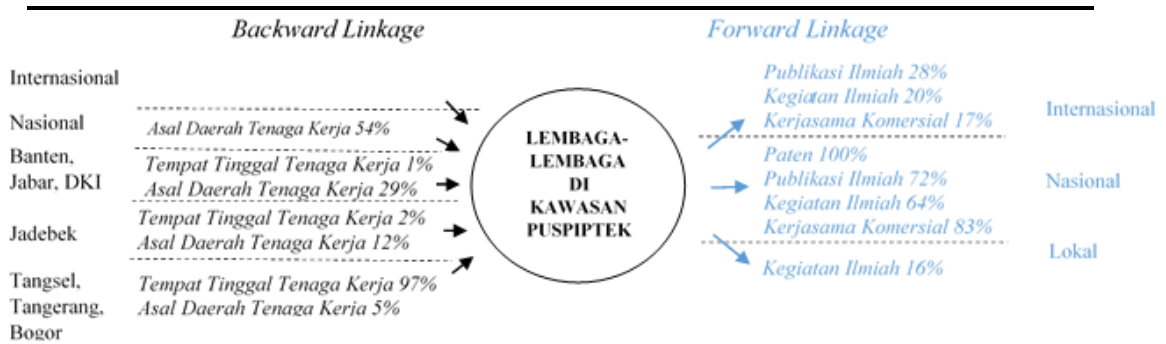 Backward Linkage
Forward Linkage
Internasional
Nasional
Asal Daerah Tenaga Kerja 54%
Banten,
Jabar, DKI
Tempat Tinggal Tenaga Kerja 1%
Asal Daerah Tenaga Kerja 29%
Jadebek
Tempat Tinggal Tenaga Kerja 2%
Asal Daerah Tenaga Kerja 12%
Tangsel,
Tangerang,
Bogor
Tempat Tinggal Tenaga Kerja 97%
Asal Daerah Tenaga Kerja 5%
LEMBAGA-
LEMBAGA
DI
KAWASAN
PUSPIPTEK
Publikasi Ilmiah 28%
Kegiatan Ilmiah 20%
Kerjasama Komersial 17%
Internasional
Paten 100%
Publikasi Ilmiah 72%
Kegiatan Ilmiah 64%
Kerjasama Komersial 83%
Nasional
Kegiatan Ilmiah 16%
Lokal